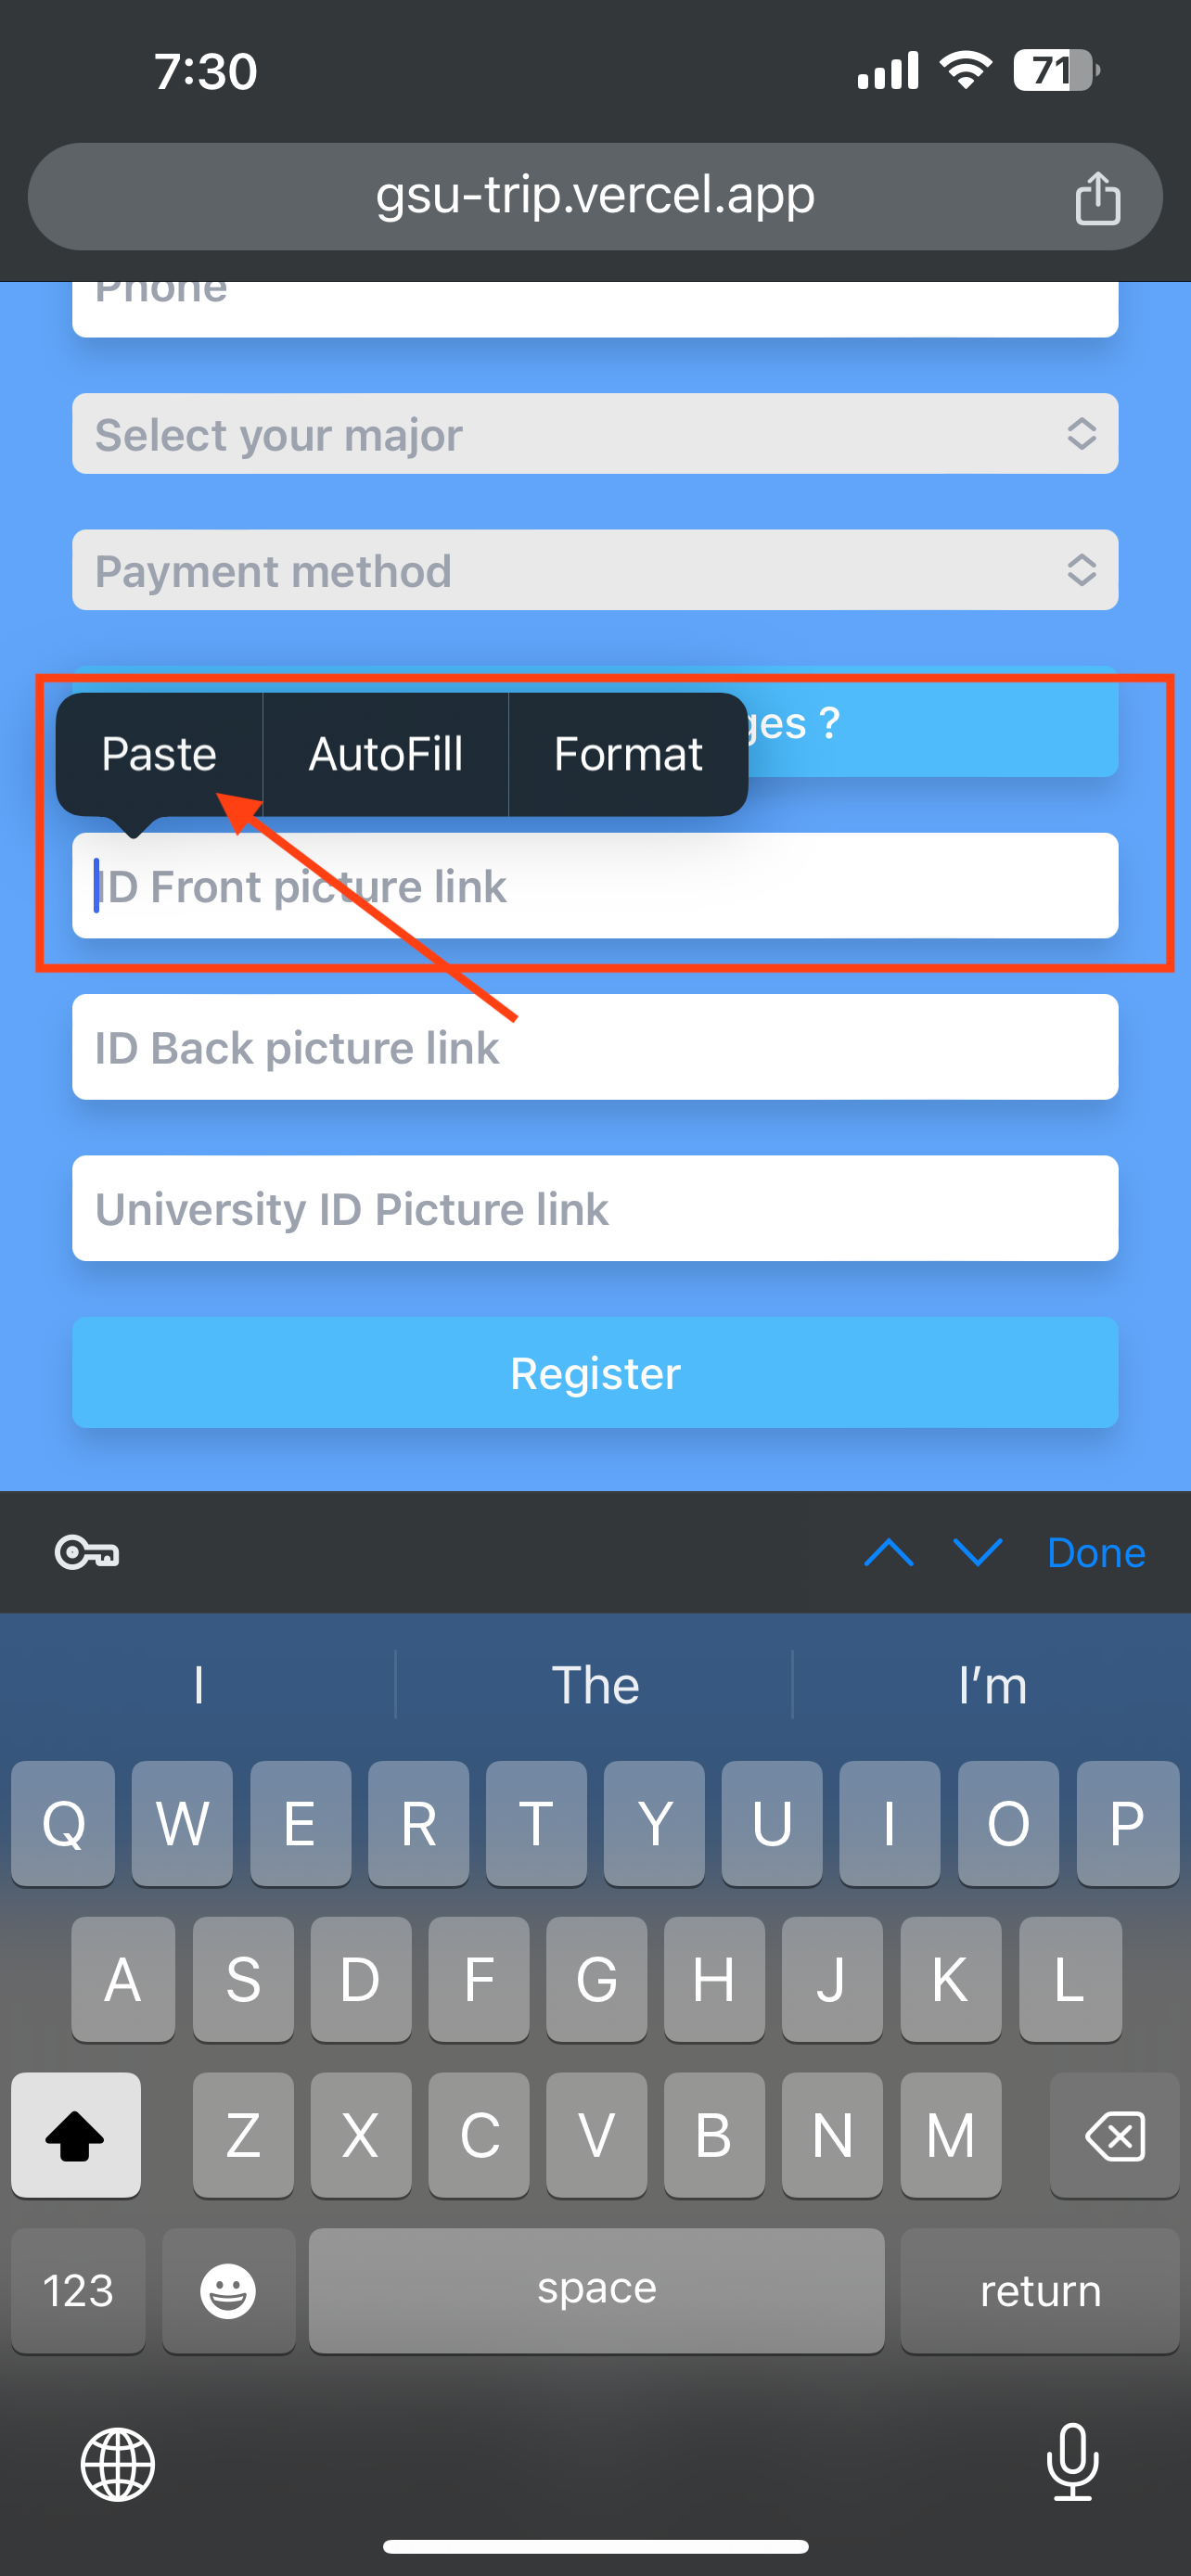 7:30
71
gsu-trip.vercel.app
Phone
Select your major
Payment method
ges ?
Paste
AutoFill
Format
ID Front picture link
ID Back picture link
University ID Picture link
Register
Done
I
The
I’m
Q W E R T Y U I O P
A S D F G H J K L
Z X C V B N M
123
space
return